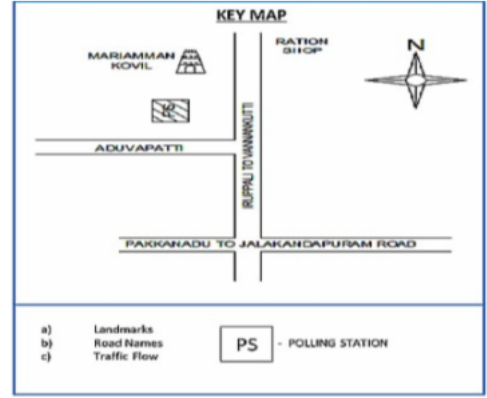 KEY MAP
MARIAMMAN
KOVIL
RATION
SHOP
N
PS
ADUVAPATTI
IRUPPALI TO VANNAKUTTI
PAKKANADU TO JALAKANDAPURAM ROAD
a) Landmarks
b) Road Names
c) Traffic Flow
PS - POLLING STATION